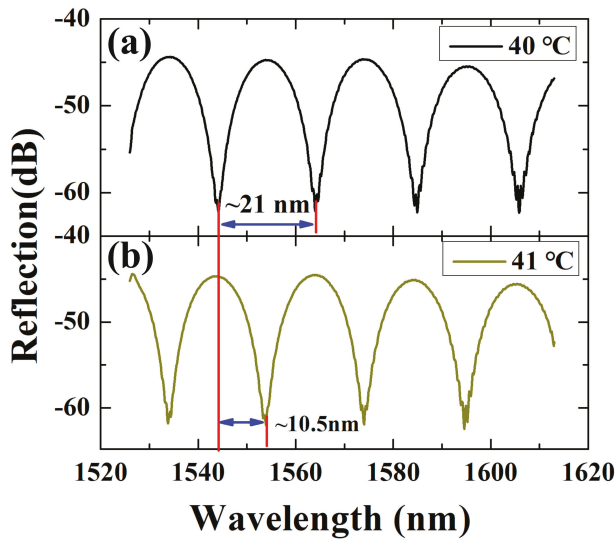 -40
(a)
40 °C
-50
-60
~21 nm
-40
(b)
41 °C
-50
-60
~10.5nm
Reflection(dB)
1520 1540 1560 1580 1600 1620
Wavelength (nm)